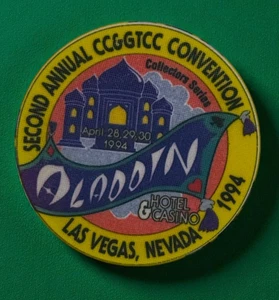 SECOND ANNUAL CC&GTCC CONVENTION
Collectors Series
April 28,29,30
1994
ALADDIN
HOTEL
& CASINO
LAS VEGAS, NEVADA 1994